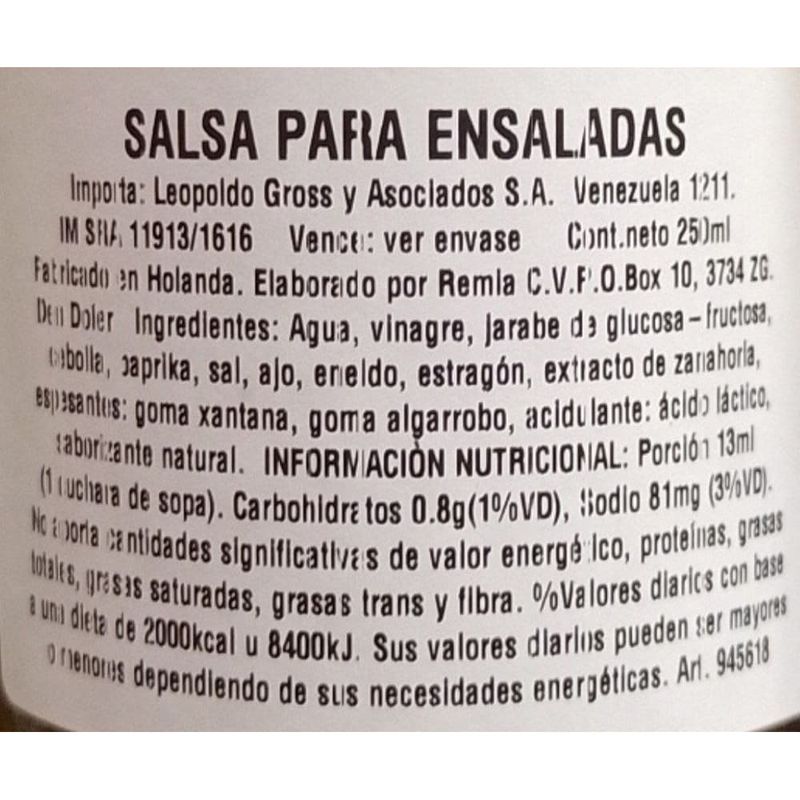 SALSA PARA ENSALADAS
Importa: Leopoldo Gross y Asociados S.A. Venezuela 1211.
IM SRA 11913/1616 Vence: ver envase Cont.neto 250ml
Fabricado en Holanda. Elaborado por Remia C.V.P.O.Box 10, 3734 ZG.
Den Doler Ingredientes: Agua, vinagre, jarabe de glucosa-fructosa,
cebolla, paprika, sal, ajo, eneldo, estragón, extracto de zanahoria,
espesantes: goma xantana, goma algarrobo, acidulante: ácido láctico,
saborizante natural. INFORMACIÓN NUTRICIONAL: Porción 13ml
(1 cuchara de sopa). Carbohidratos 0.8g(1%VD), Sodio 81mg (3%VD).
No aporta cantidades significativas de valor energético, proteínas, grasas
totales, grasas saturadas, grasas trans y fibra. %Valores diarios con base
a una dieta de 2000kcal u 8400kJ. Sus valores diarios pueden ser mayores
o menores dependiendo de sus necesidades energéticas. Art. 945618